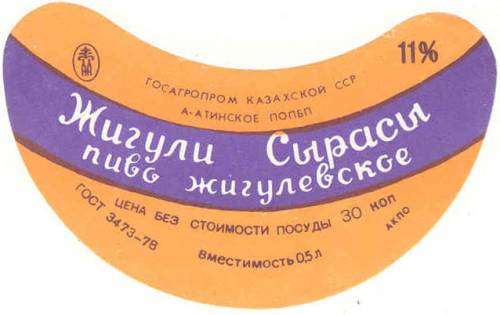 11%
ГОСАГРОПРОМ КАЗАХСКОЙ ССР
А-АТИНСКОЕ ПОПБП
Жигули Сырасы
пиво жигулевское
ЦЕНА БЕЗ СТОИМОСТИ ПОСУДЫ 30 КОП
ГОСТ 3473-78
Вместимость 0,5 л
АКПО